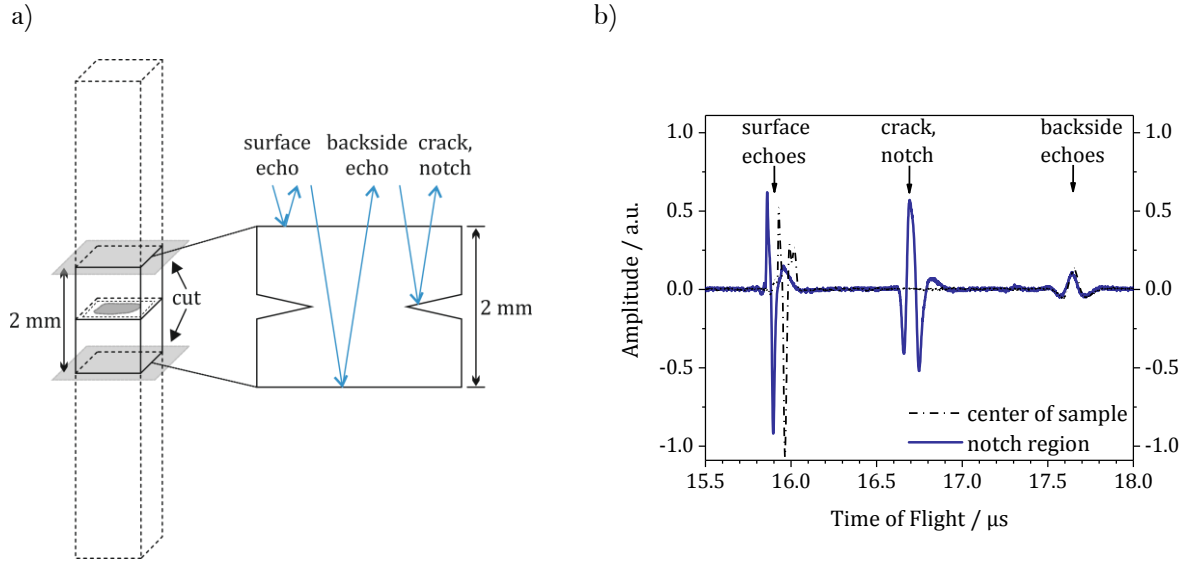 a)
surface
echo
backside
echo
crack,
notch
cut
2 mm
2 mm
b)
surface
echoes
crack,
notch
backside
echoes
1.0
0.5
0.0
-0.5
-1.0
1.0
0.5
0.0
-0.5
-1.0
Amplitude / a.u.
center of sample
notch region
15.5 16.0 16.5 17.0 17.5 18.0
Time of Flight / µs